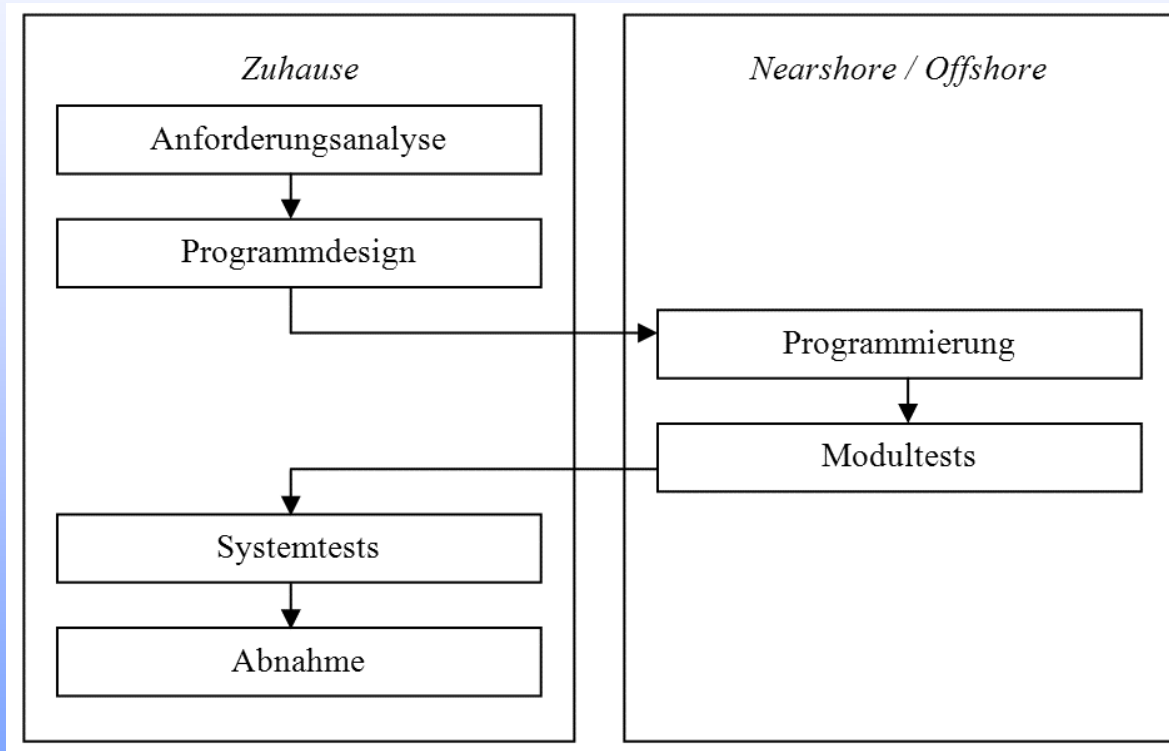 Zuhause
Anforderungsanalyse
Programmdesign
Nearshore / Offshore
Programmierung
Modultests
Systemtests
Abnahme